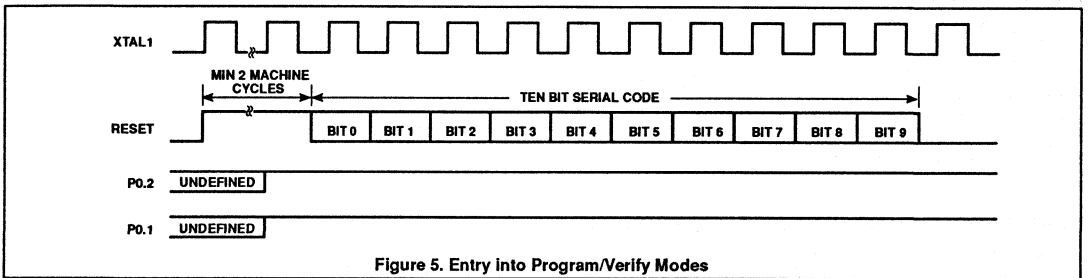 XTAL1
MIN 2 MACHINE
CYCLES
TEN BIT SERIAL CODE
RESET
BIT 0 BIT 1 BIT 2 BIT 3 BIT 4 BIT 5 BIT 6 BIT 7 BIT 8 BIT 9
P0.2 UNDEFINED
P0.1 UNDEFINED
Figure 5. Entry into Program/Verify Modes